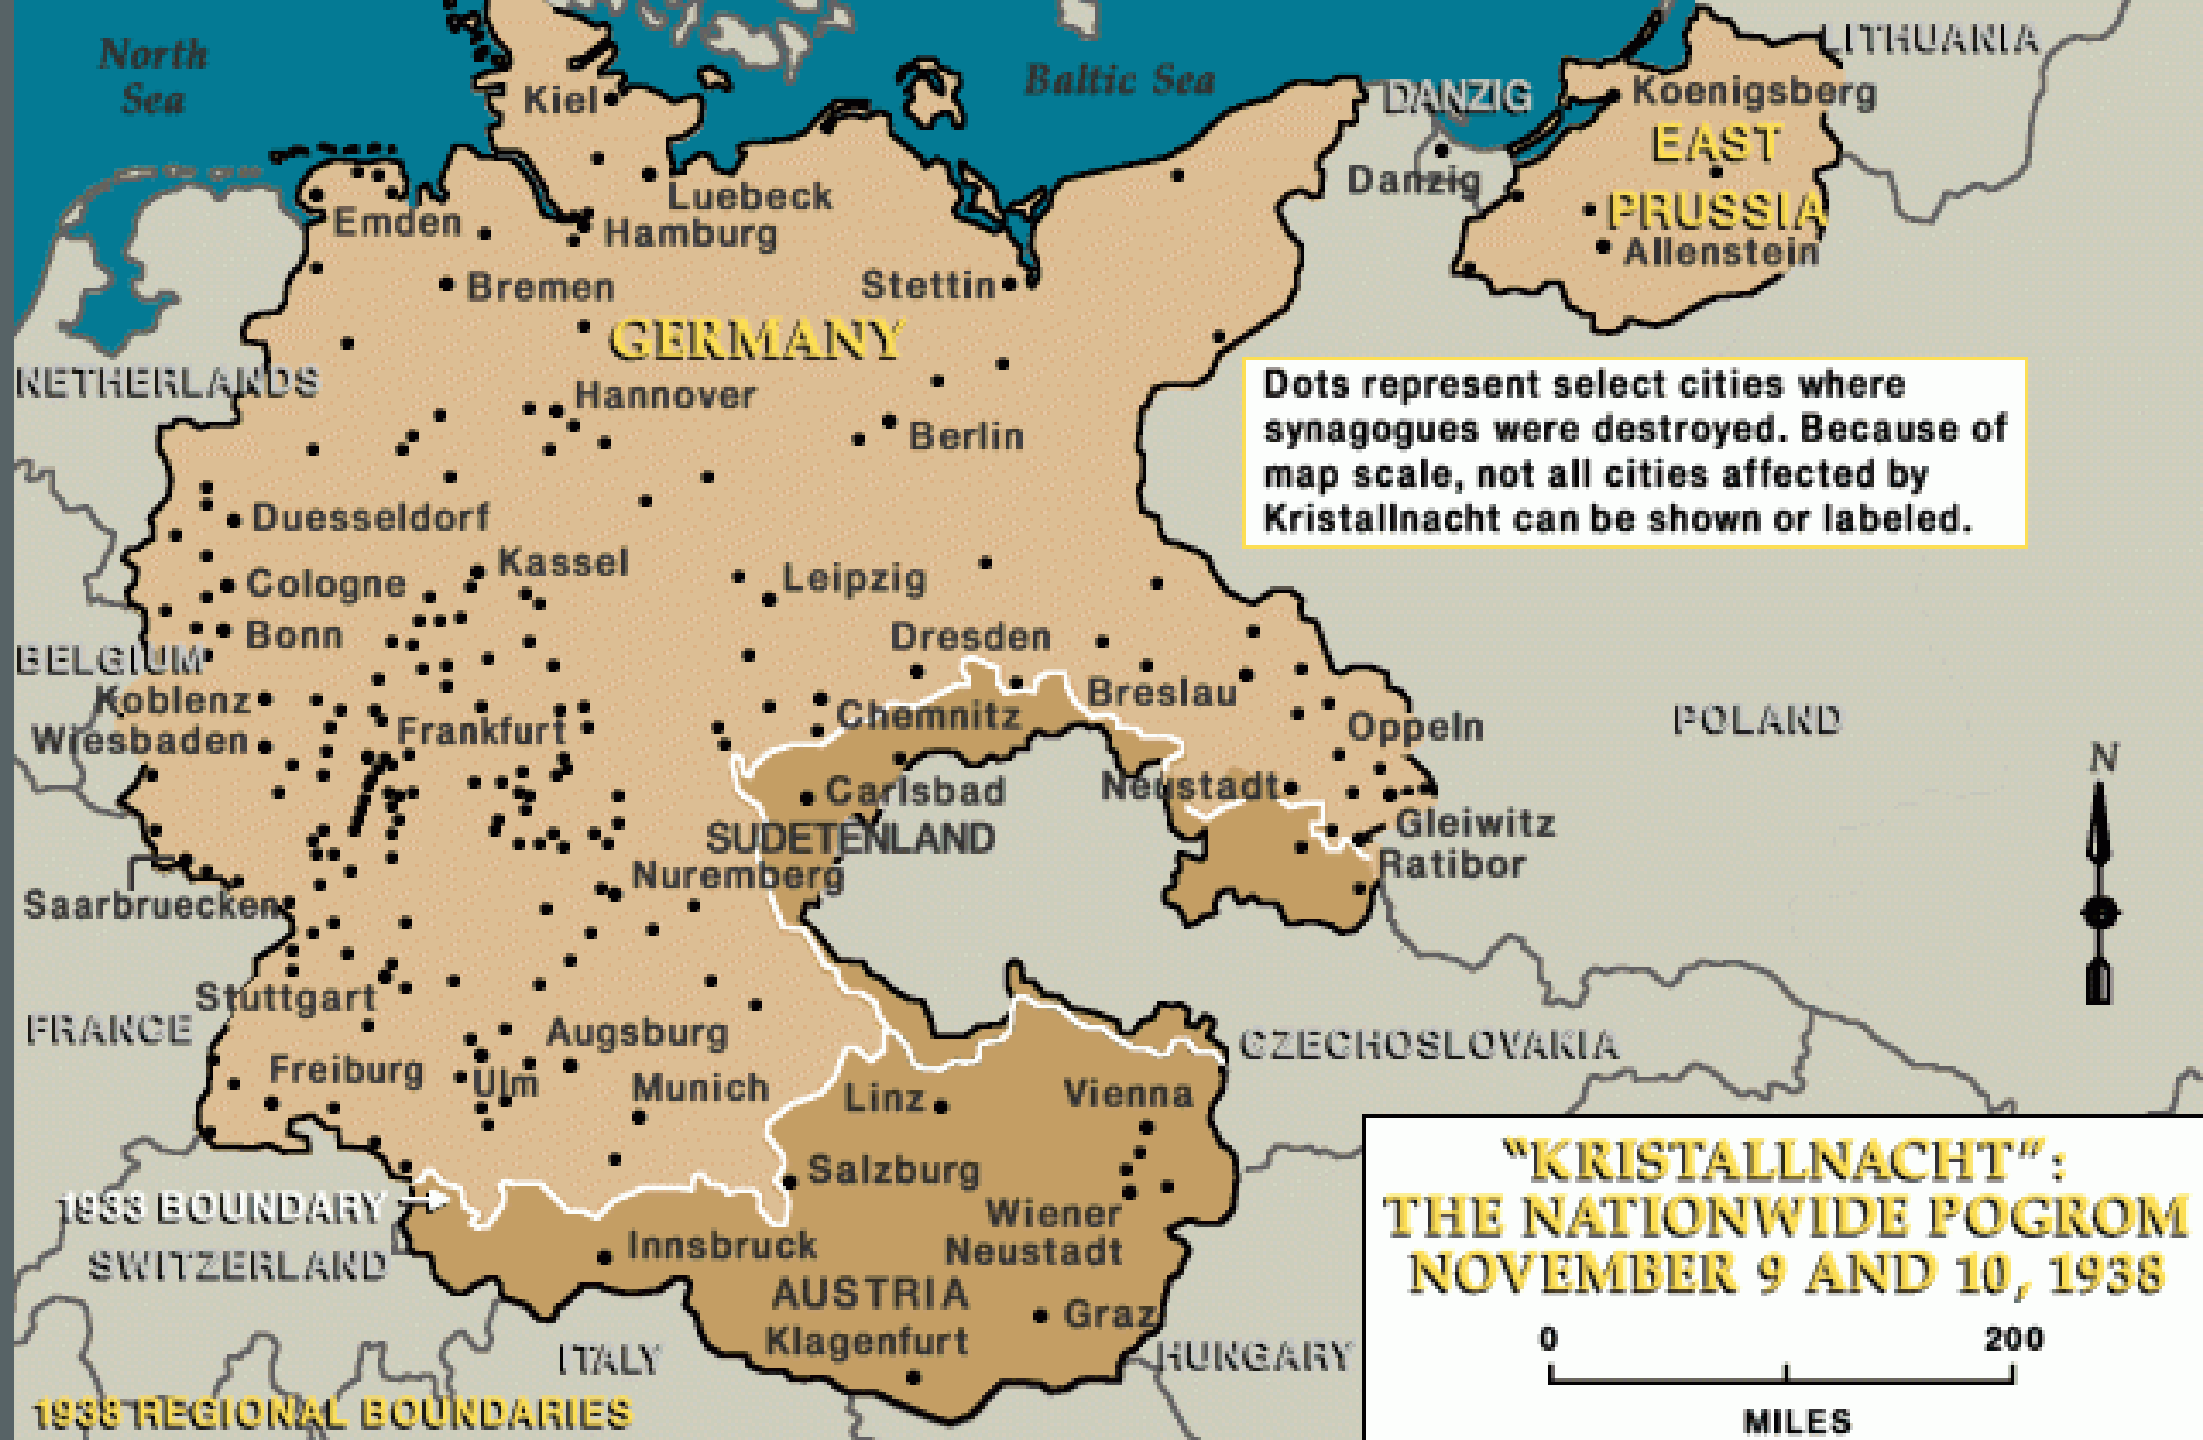 North
Sea
Baltic Sea
LITHUANIA
DANZIG
Koenigsberg
Kiel
EAST
Danzig
PRUSSIA
Luebeck
Emden
Hamburg
Allenstein
Bremen
Stettin
GERMANY
NETHERLANDS
Hannover
Berlin
Dots represent select cities where
synagogues were destroyed. Because of
map scale, not all cities affected by
Kristallnacht can be shown or labeled.
Duesseldorf
Kassel
Cologne
Leipzig
Bonn
Dresden
BELGIUM
Koblenz
Breslau
Wiesbaden
Frankfurt
Chemnitz
Oppeln
POLAND
N
Carlsbad
Neustadt
SUDETENLAND
Gleiwitz
Ratibor
Nuremberg
Saarbruecken
Stuttgart
FRANCE
Augsburg
CZECHOSLOVAKIA
Freiburg
Ulm
Munich
Linz
Vienna
Salzburg
1933 BOUNDARY
Wiener
Neustadt
SWITZERLAND
Innsbruck
AUSTRIA
Graz
Klagenfurt
ITALY
HUNGARY
1938 REGIONAL BOUNDARIES
"KRISTALLNACHT":
THE NATIONWIDE POGROM
NOVEMBER 9 AND 10, 1938
0 200
MILES